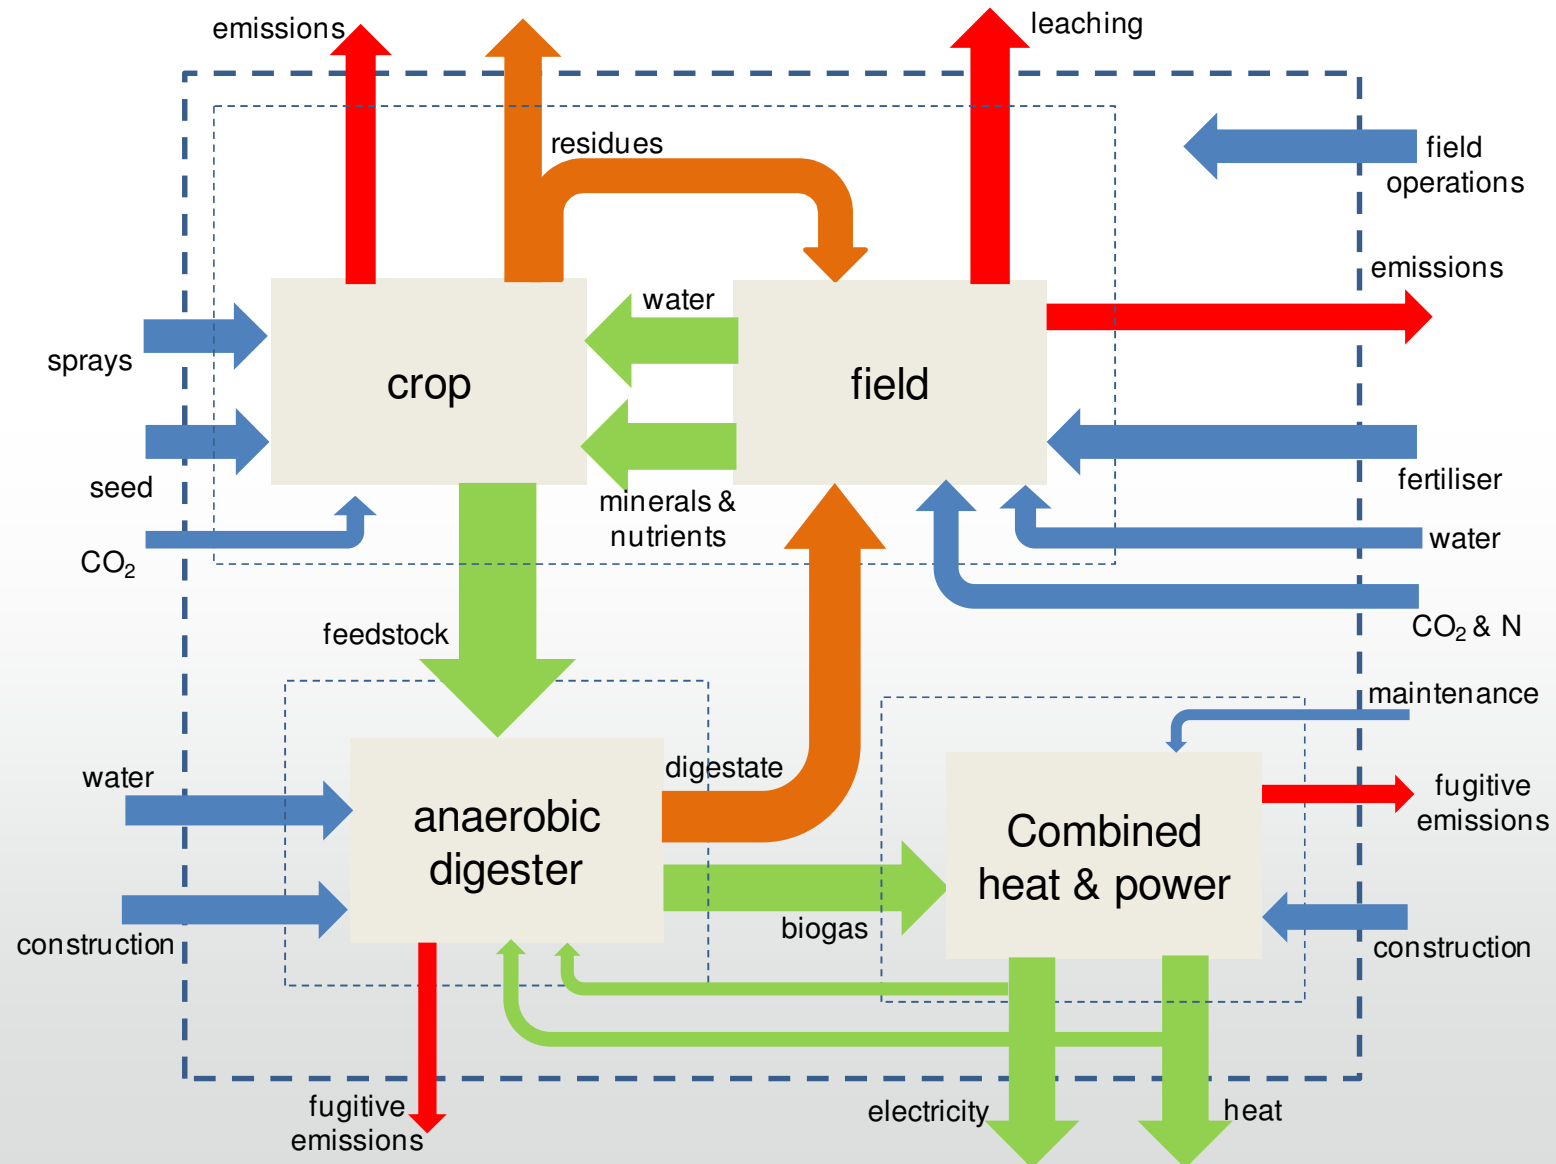 emissions
leaching
residues
field
operations
emissions
water
sprays
crop
field
seed
minerals &
nutrients
fertiliser
water
CO₂
CO₂ & N
feedstock
maintenance
water
digestate
fugitive
emissions
anaerobic
digester
Combined
heat & power
biogas
construction
construction
fugitive
emissions
electricity
heat